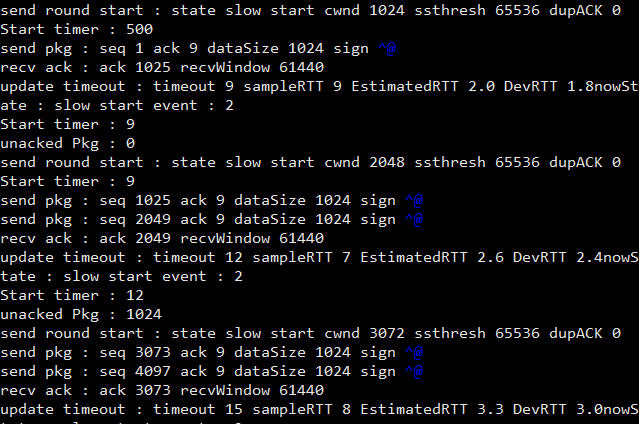 send round start : state slow start cwnd 1024 ssthresh 65536 dupACK 0
Start timer : 500
send pkg : seq 1 ack 9 dataSize 1024 sign ^@
recv ack : ack 1025 recvWindow 61440
update timeout : timeout 9 sampleRTT 9 EstimatedRTT 2.0 DevRTT 1.8nowSt
ate : slow start event : 2
Start timer : 9
unacked Pkg : 0
send round start : state slow start cwnd 2048 ssthresh 65536 dupACK 0
Start timer : 9
send pkg : seq 1025 ack 9 dataSize 1024 sign ^@
send pkg : seq 2049 ack 9 dataSize 1024 sign ^@
recv ack : ack 2049 recvWindow 61440
update timeout : timeout 12 sampleRTT 7 EstimatedRTT 2.6 DevRTT 2.4nowS
tate : slow start event : 2
Start timer : 12
unacked Pkg : 1024
send round start : state slow start cwnd 3072 ssthresh 65536 dupACK 0
send pkg : seq 3073 ack 9 dataSize 1024 sign ^@
send pkg : seq 4097 ack 9 dataSize 1024 sign ^@
recv ack : ack 3073 recvWindow 61440
update timeout : timeout 15 sampleRTT 8 EstimatedRTT 3.3 DevRTT 3.0nowS